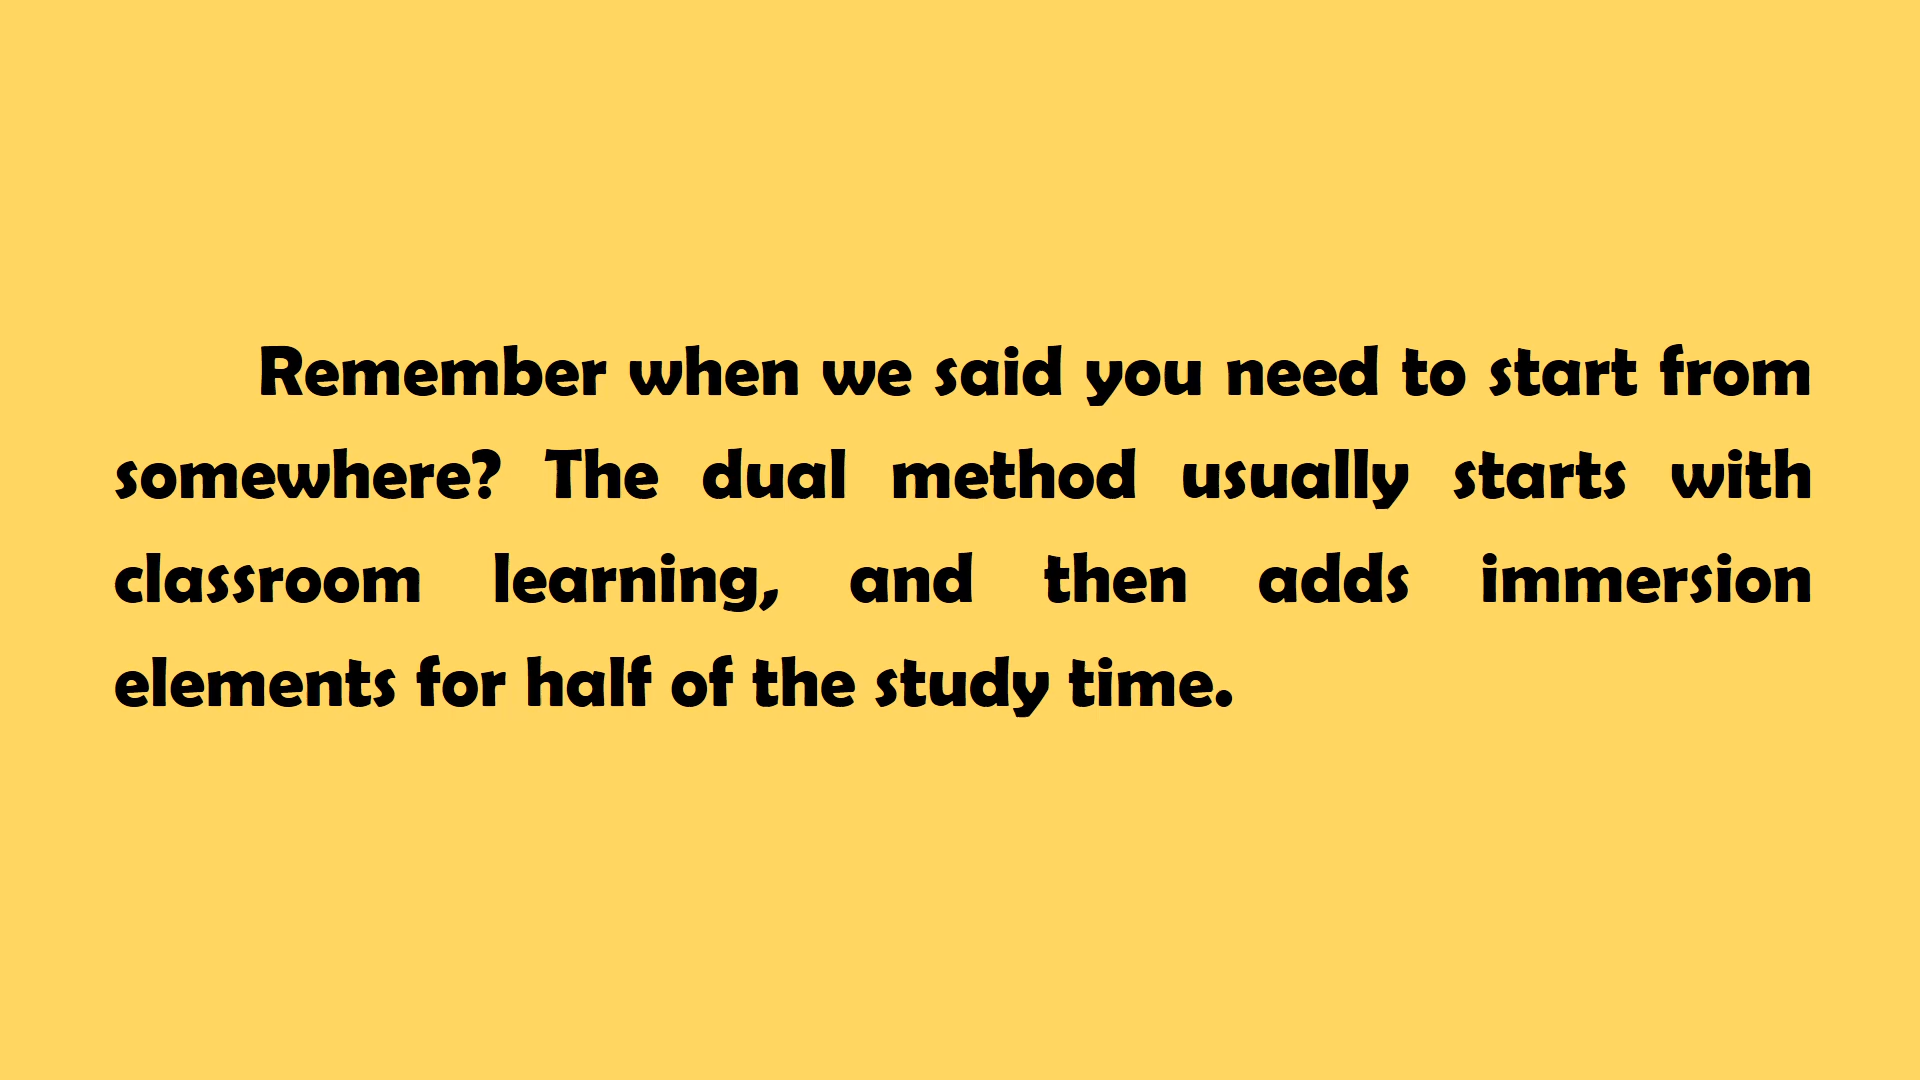 Remember when we said you need to start from
somewhere? The dual method usually starts with
classroom learning, and then adds immersion
elements for half of the study time.